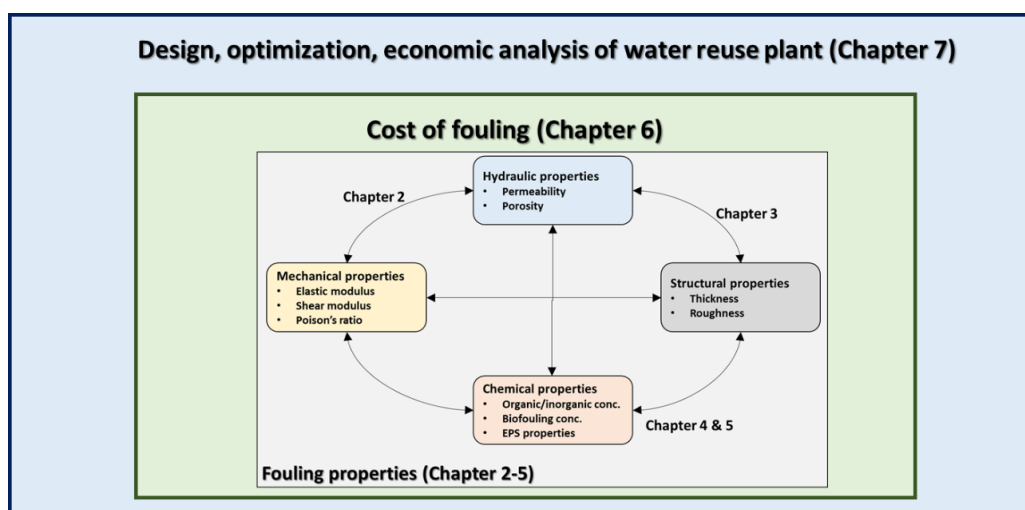 Design, optimization, economic analysis of water reuse plant (Chapter 7)
Cost of fouling (Chapter 6)
Hydraulic properties
• Permeability
• Porosity
Chapter 2
Chapter 3
Mechanical properties
• Elastic modulus
• Shear modulus
• Poison's ratio
Structural properties
• Thickness
• Roughness
Chemical properties
• Organic/inorganic conc.
• Biofouling conc.
• EPS properties
Chapter 4 & 5
Fouling properties (Chapter 2-5)